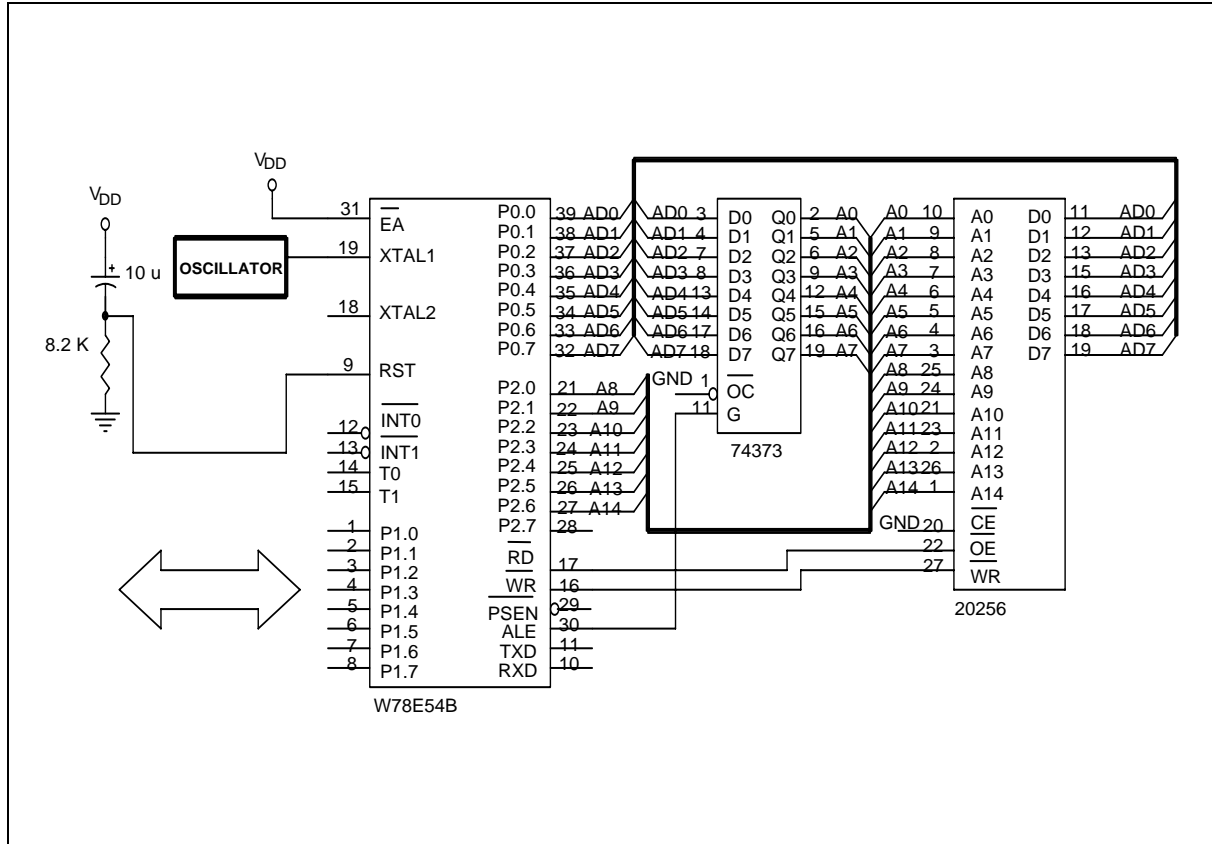 VDD
VDD
10 u
8.2 K
OSCILLATOR
31 EA
19 XTAL1
18 XTAL2
9 RST
12 INT0
13 INT1
14 T0
15 T1
1 P1.0
2 P1.1
3 P1.2
4 P1.3
5 P1.4
6 P1.5
7 P1.6
8 P1.7
P0.0 39 AD0
P0.1 38 AD1
P0.2 37 AD2
P0.3 36 AD3
P0.4 35 AD4
P0.5 34 AD5
P0.6 33 AD6
P0.7 32 AD7
P2.0 21 A8
P2.1 22 A9
P2.2 23 A10
P2.3 24 A11
P2.4 25 A12
P2.5 26 A13
P2.6 27 A14
P2.7 28
RD 17
WR 16
PSEN 29
ALE 30
TXD 11
RXD 10
W78E54B
AD0 3 D0 Q0 2 A0
AD1 4 D1 Q1 5 A1
AD2 7 D2 Q2 6 A2
AD3 8 D3 Q3 9 A3
AD4 13 D4 Q4 12 A4
AD5 14 D5 Q5 15 A5
AD6 17 D6 Q6 16 A6
AD7 18 D7 Q7 19 A7
GND 1 OC
11 G
74373
A0 10 A0 D0 11 AD0
A1 9 A1 D1 12 AD1
A2 8 A2 D2 13 AD2
A3 7 A3 D3 15 AD3
A4 6 A4 D4 16 AD4
A5 5 A5 D5 17 AD5
A6 4 A6 D6 18 AD6
A7 3 A7 D7 19 AD7
A8 25 A8
A9 24 A9
A10 21 A10
A11 23 A11
A12 2 A12
A13 26 A13
A14 1 A14
GND 20 CE
22 OE
27 WR
20256